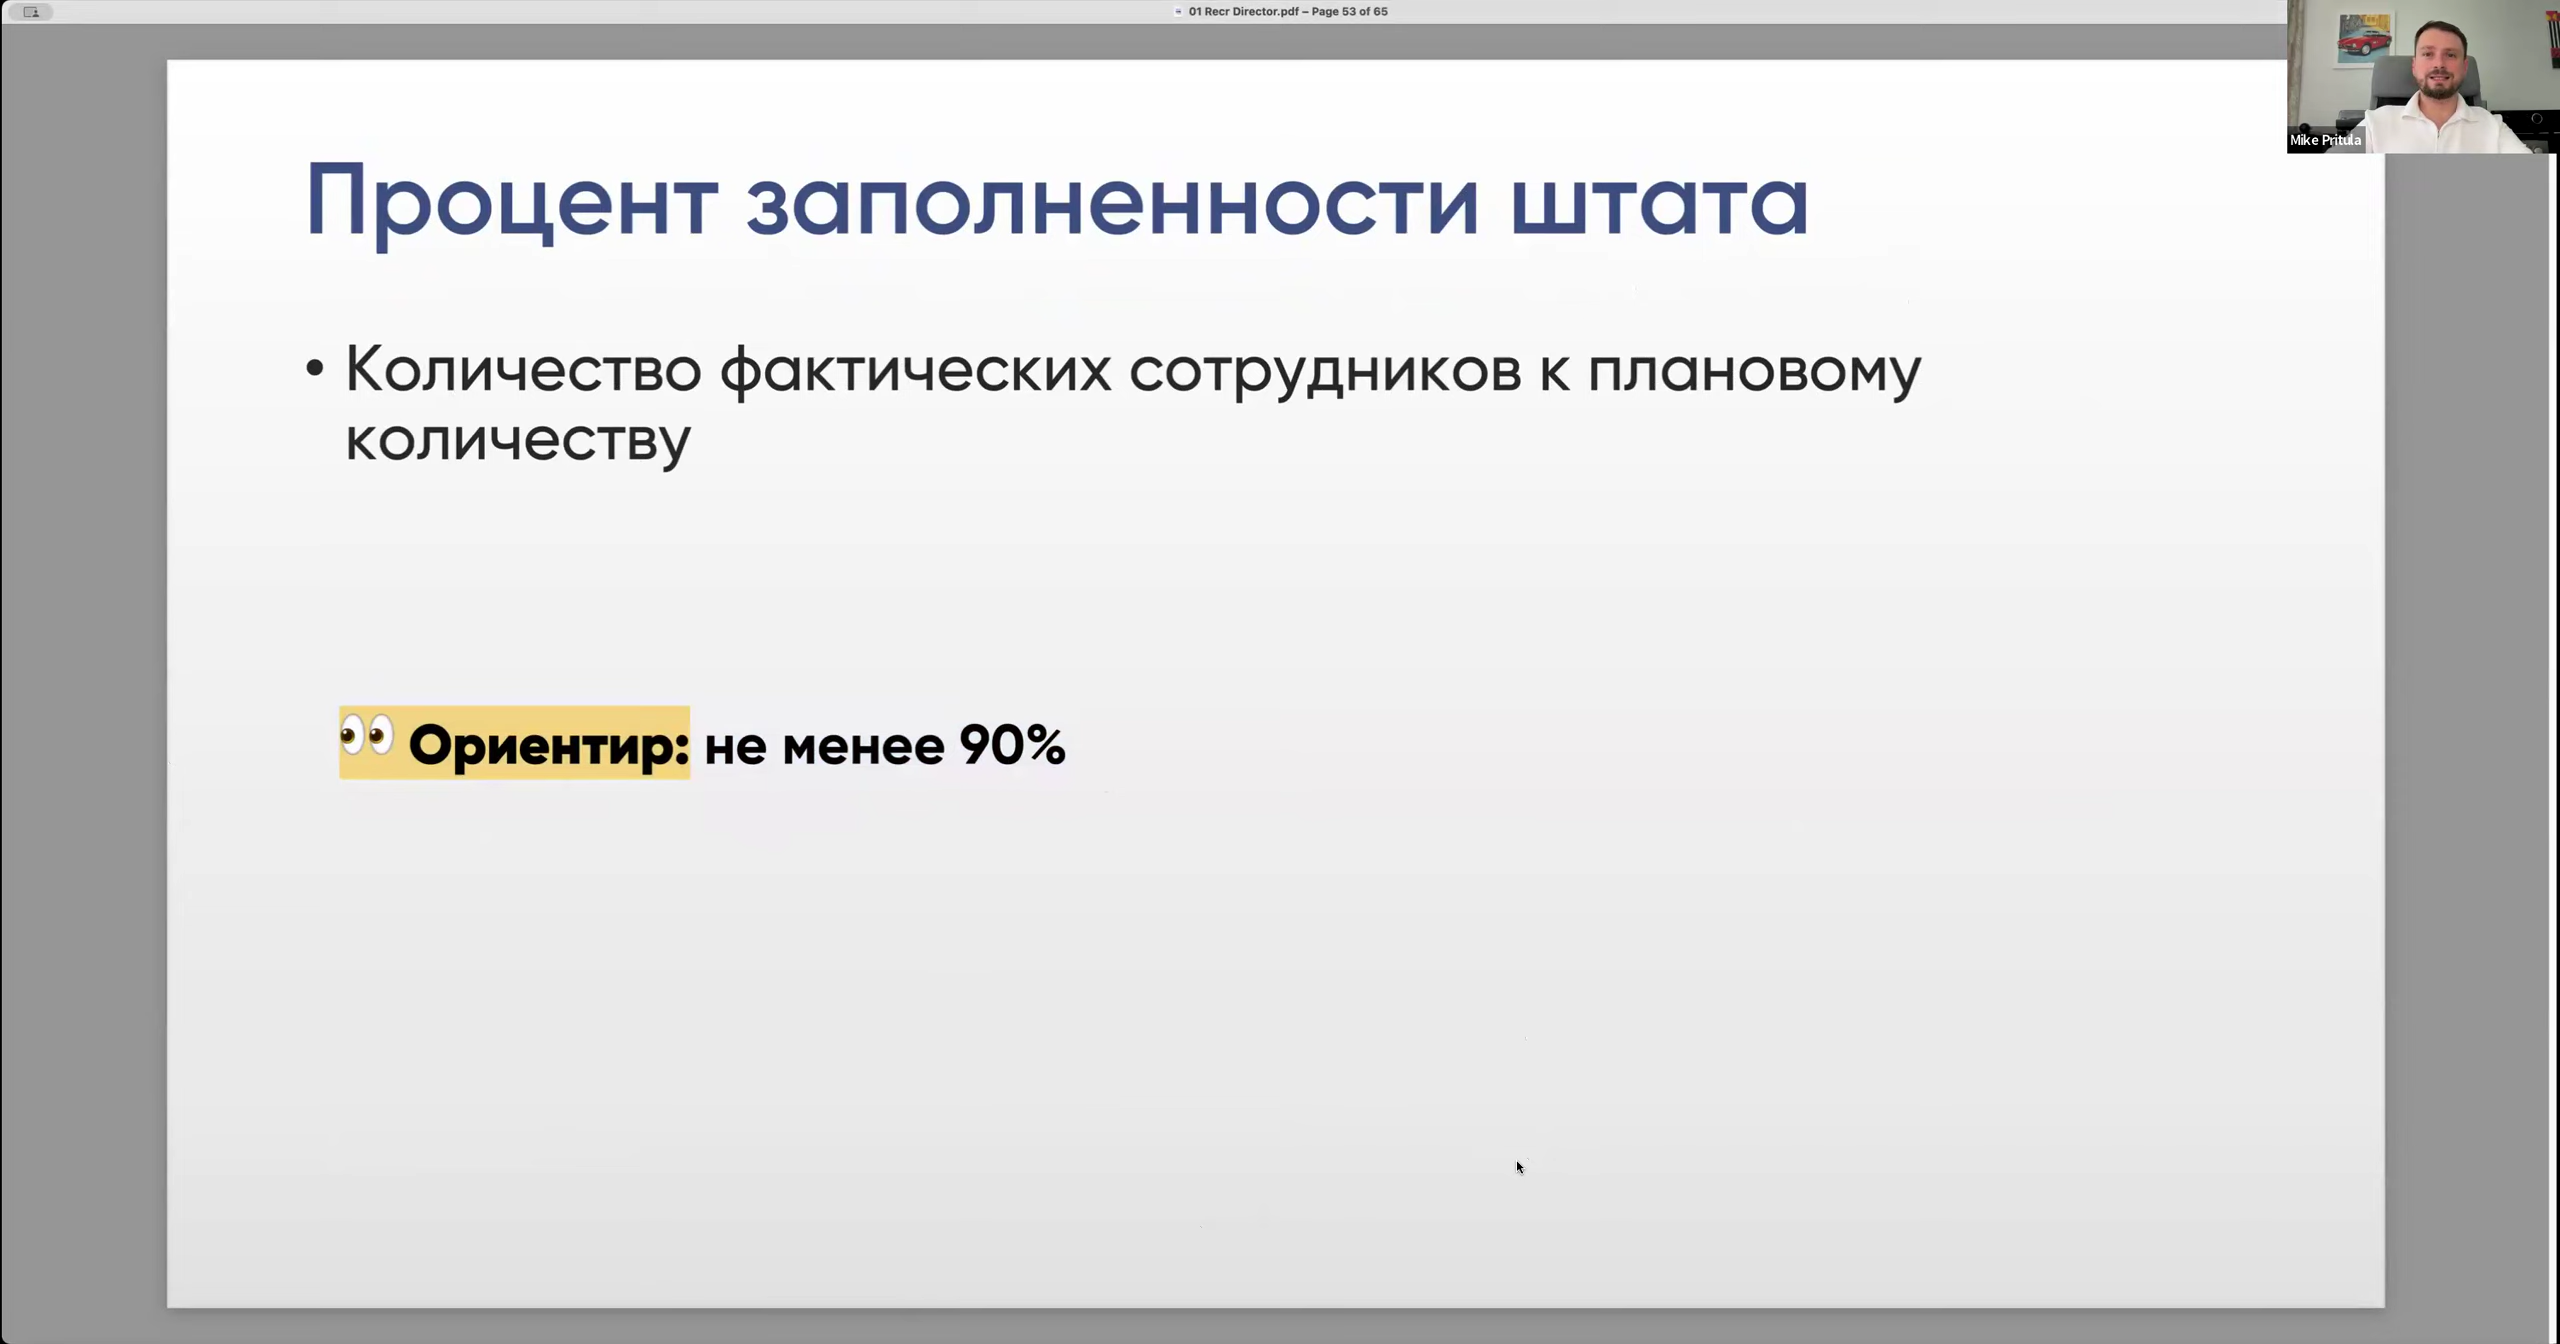 01 Recr Director.pdf – Page 53 of 65
Mike Pritula
Процент заполненности штата
• Количество фактических сотрудников к плановому
количеству
👀 Ориентир: не менее 90%